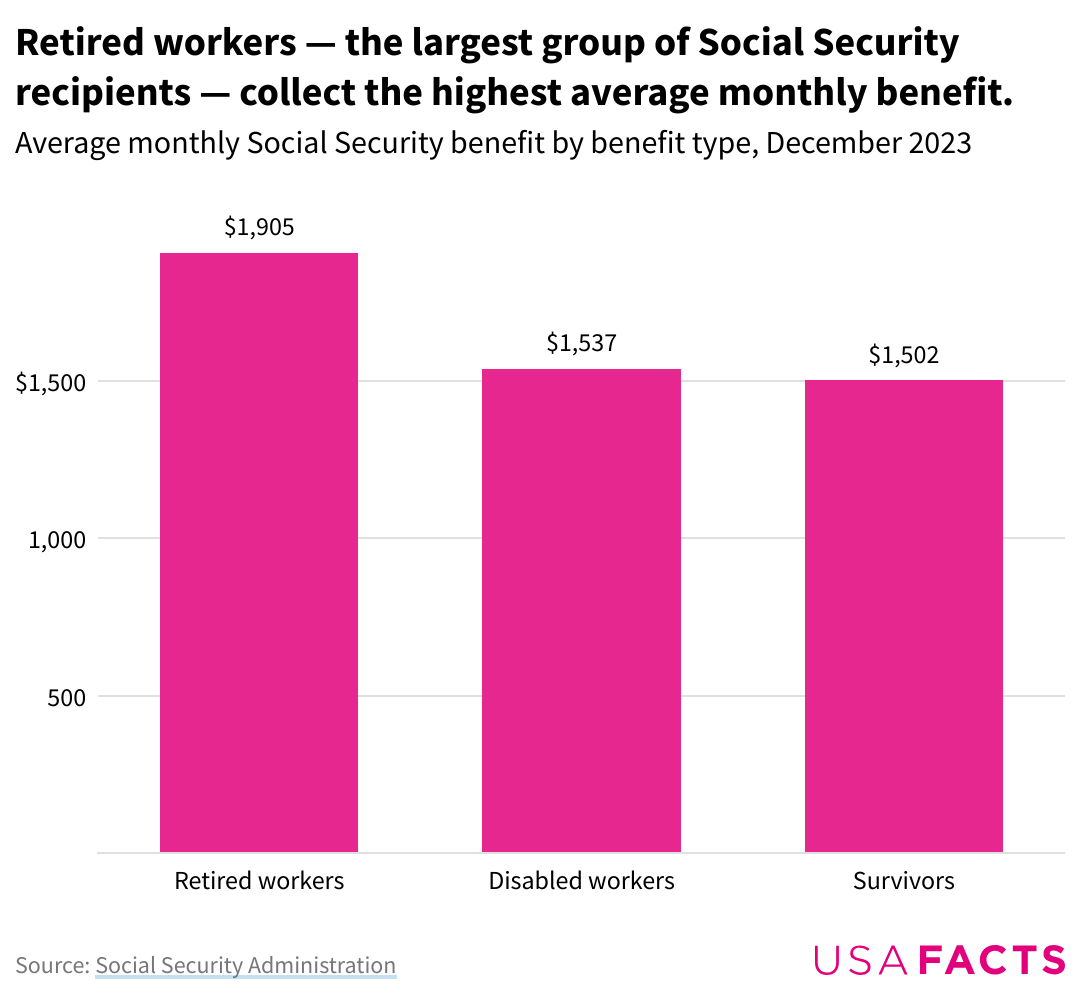 Retired workers — the largest group of Social Security
recipients — collect the highest average monthly benefit.
Average monthly Social Security benefit by benefit type, December 2023
$1,905
$1,537
$1,502
$1,500
1,000
500
Retired workers
Disabled workers
Survivors
Source: Social Security Administration
USAFACTS